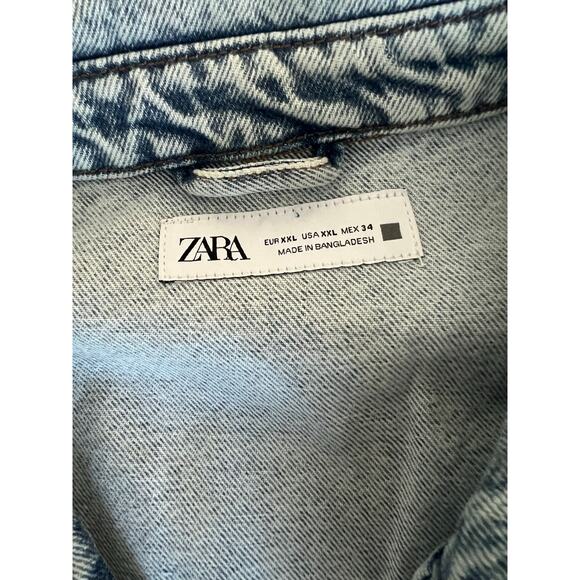 ZARA
EUR XXL USA XXL MEX 34
MADE IN BANGLADESH